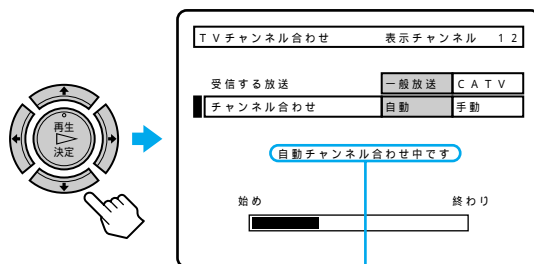 TVチャンネル合わせ 表示チャンネル 12
受信する放送 一般放送 CATV
チャンネル合わせ 自動 手動
再生
決定
自動チャンネル合わせ中です
始め 終わり